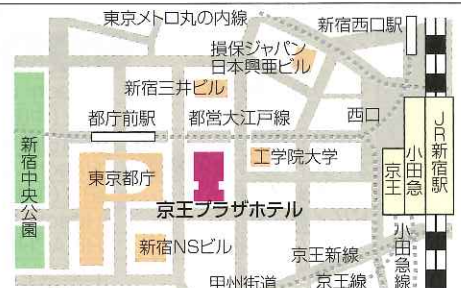 東京メトロ丸の内線
新宿西口駅
損保ジャパン
日本興亜ビル
新宿三井ビル
都庁前駅
都営大江戸線
西口
JR新宿駅
小田急
京王
工学院大学
新宿中央公園
東京都庁
京王プラザホテル
新宿NSビル
京王新線
小田急線
甲州街道
京王線